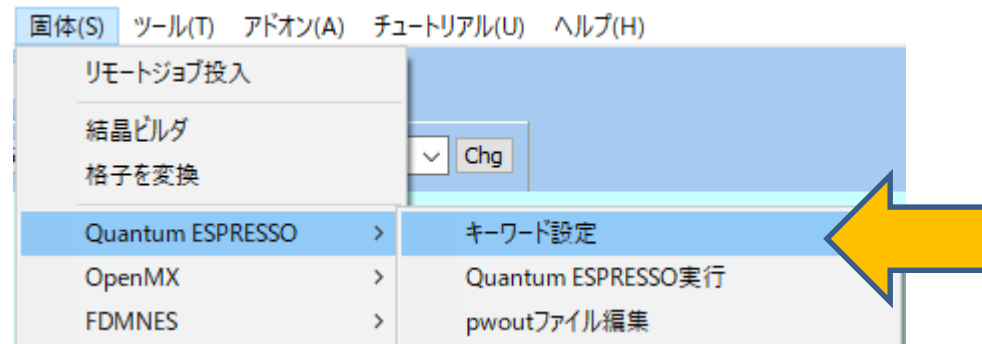 固体(S) ツール(T) アドオン(A) チュートリアル(U) ヘルプ(H)
リモートジョブ投入
結晶ビルダ
Chg
格子を変換
Quantum ESPRESSO > キーワード設定
OpenMX > Quantum ESPRESSO実行
FDMNES > pwoutファイル編集